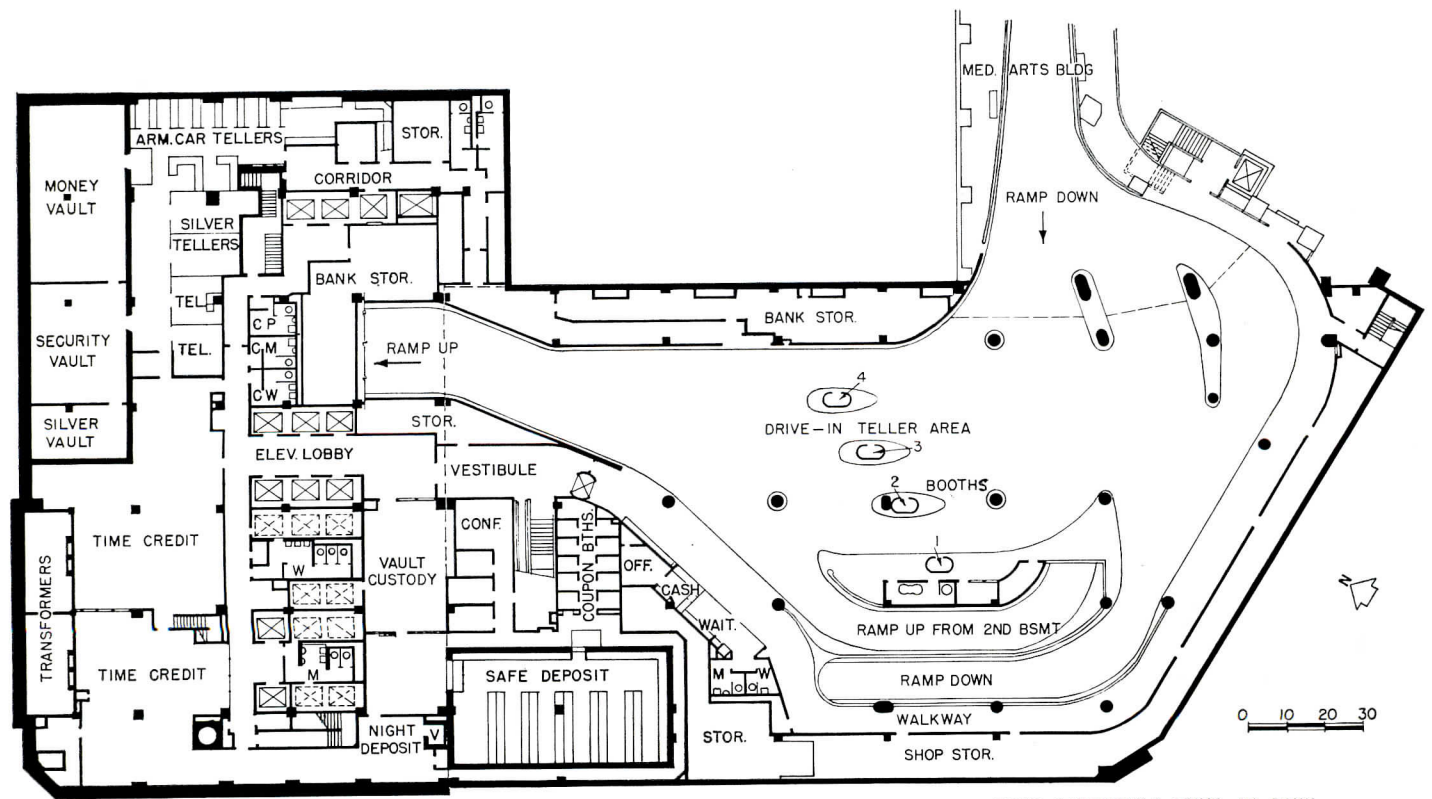 MED. ARTS BLDG
ARM. CAR TELLERS
STOR.
MONEY
VAULT
CORRIDOR
RAMP DOWN
SILVER
TELLERS
BANK STOR.
TEL.
CP
BANK STOR.
SECURITY
VAULT
CM
TEL.
RAMP UP
CW
4
STOR.
SILVER
VAULT
DRIVE-IN TELLER AREA
3
ELEV. LOBBY
VESTIBULE
2
BOOTHS
CONF.
COUPON BTHS.
TIME CREDIT
1
W
VAULT
CUSTODY
OFF.
CASH
N
TRANSFORMERS
WAIT.
RAMP UP FROM 2ND BSMT
TIME CREDIT
M
SAFE DEPOSIT
M
W
RAMP DOWN
0 10 20 30
WALKWAY
NIGHT
DEPOSIT
V
STOR.
SHOP STOR.